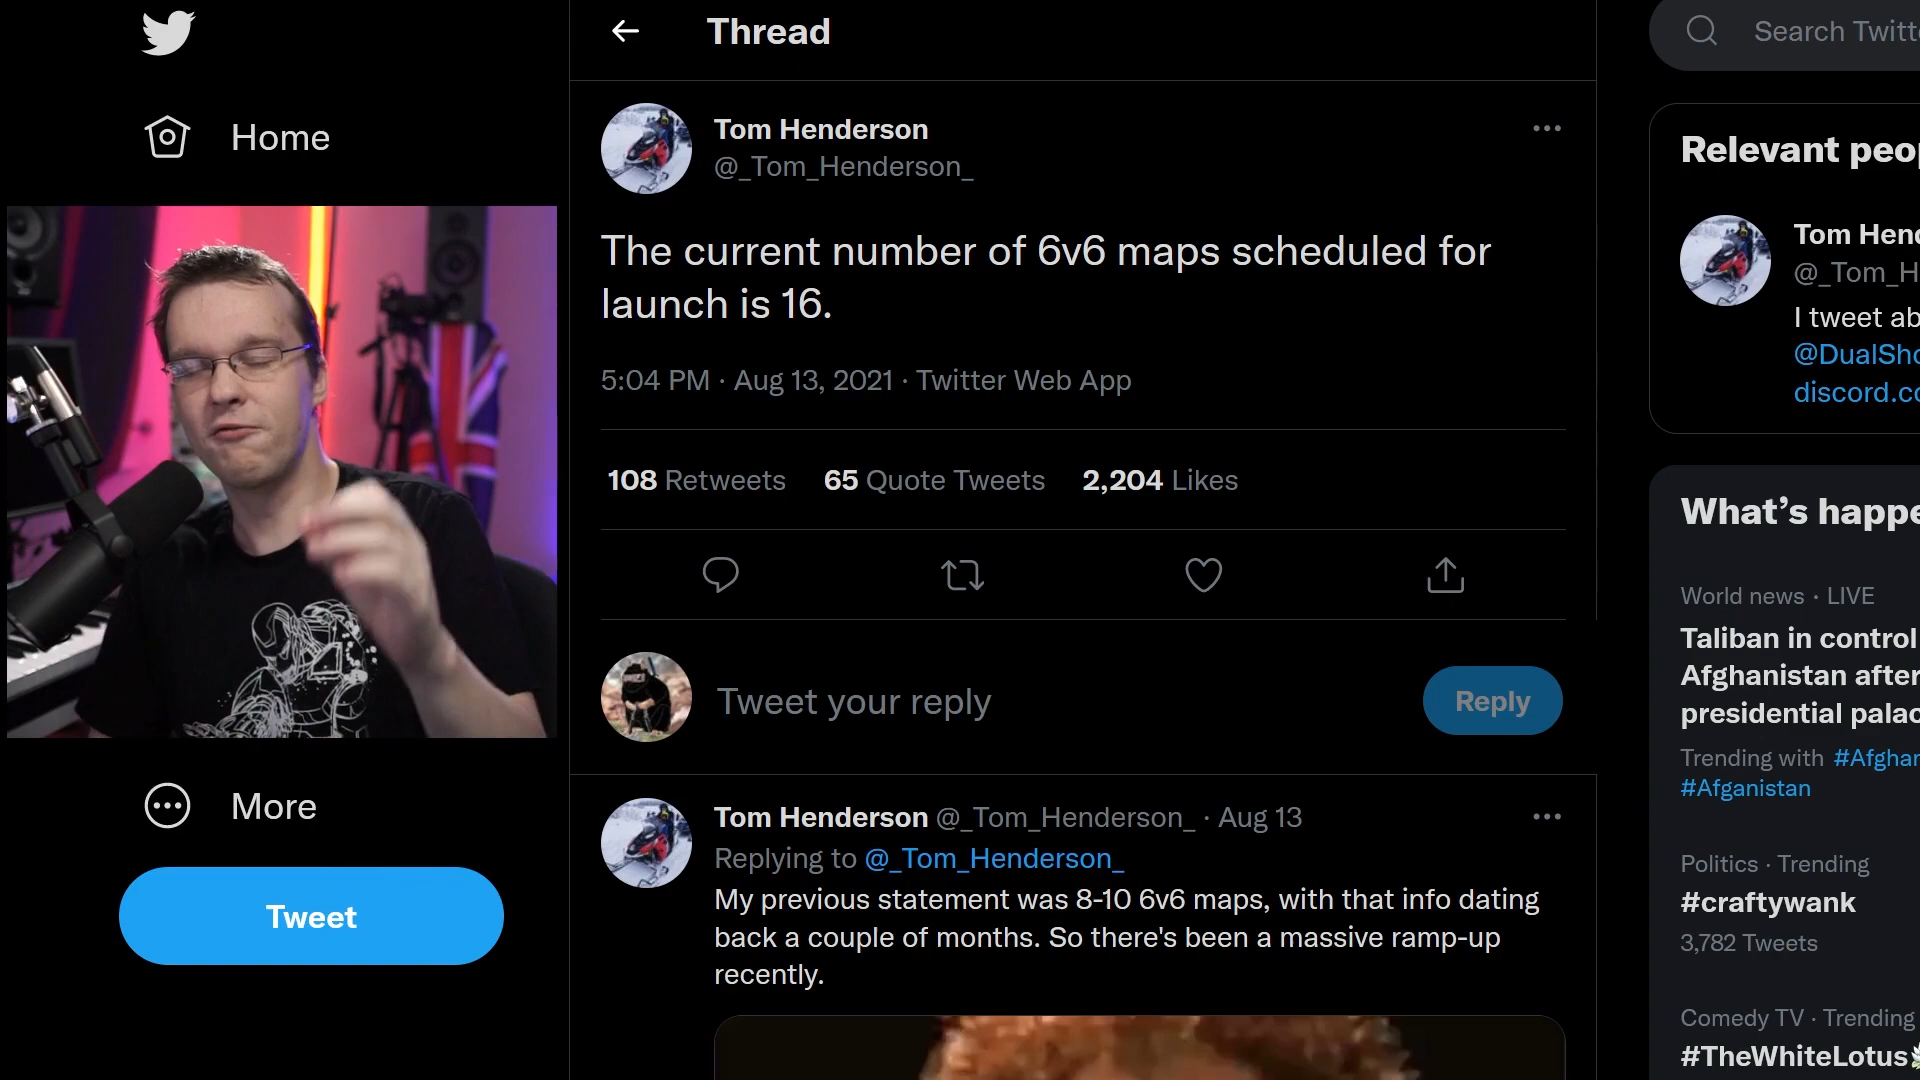 Thread
Search Twitt
Home
Tom Henderson
@_Tom_Henderson_
The current number of 6v6 maps scheduled for
launch is 16.
5:04 PM · Aug 13, 2021 · Twitter Web App
108 Retweets 65 Quote Tweets 2,204 Likes
Tweet your reply
Reply
More
Tweet
Tom Henderson @_Tom_Henderson_ · Aug 13
Replying to @_Tom_Henderson_
My previous statement was 8-10 6v6 maps, with that info dating
back a couple of months. So there's been a massive ramp-up
recently.
Relevant peo
Tom Hend
@_Tom_H
I tweet ab
@DualSho
discord.co
What's happe
World news · LIVE
Taliban in control
Afghanistan after
presidential palac
Trending with #Afghan
#Afganistan
Politics · Trending
#craftywank
3,782 Tweets
Comedy TV · Trending
#TheWhiteLotus